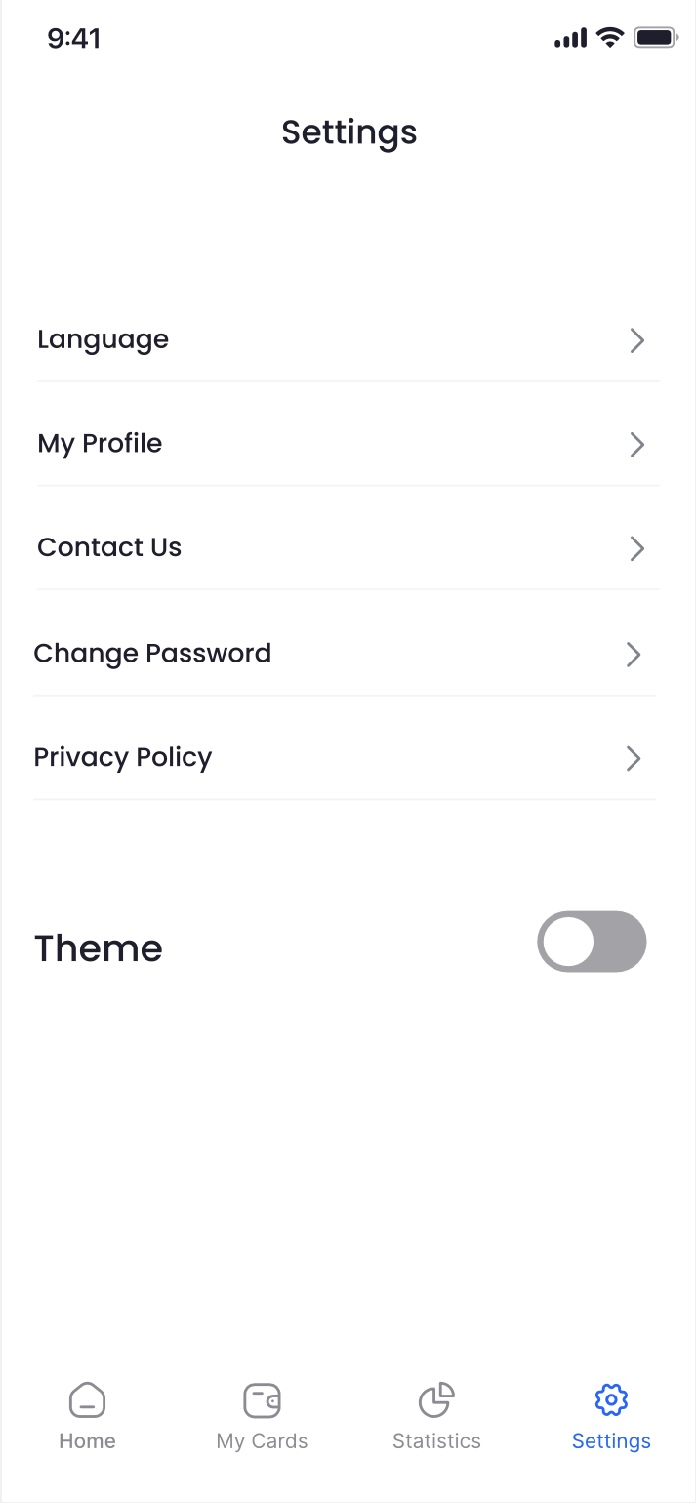 9:41
Settings
Language
My Profile
Contact Us
Change Password
Privacy Policy
Theme
Home
My Cards
Statistics
Settings